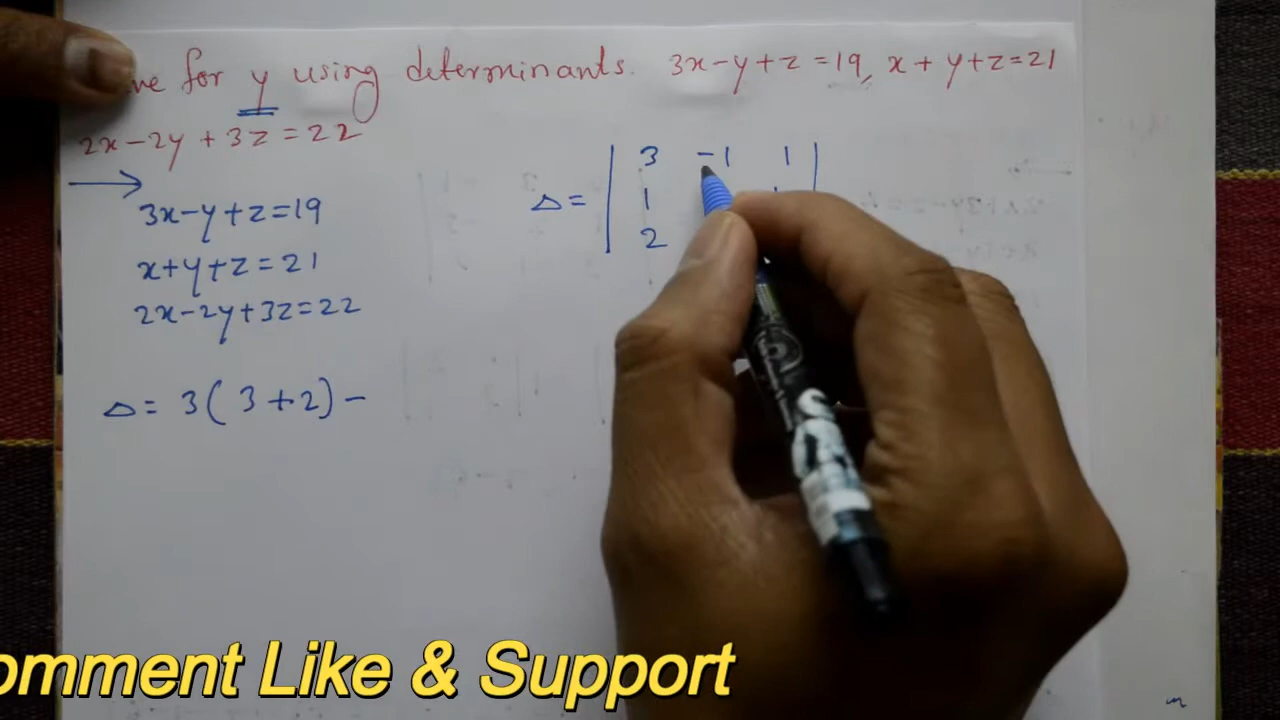 for y using determinants. 3x-y+z=19, x+y+z=21
2x-2y+3z=22
3x-y+z=19
x+y+z=21
2x-2y+3z=22
Δ= | 3 -1 1 |
1
2
Δ= 3(3+2)-
omment Like & Support